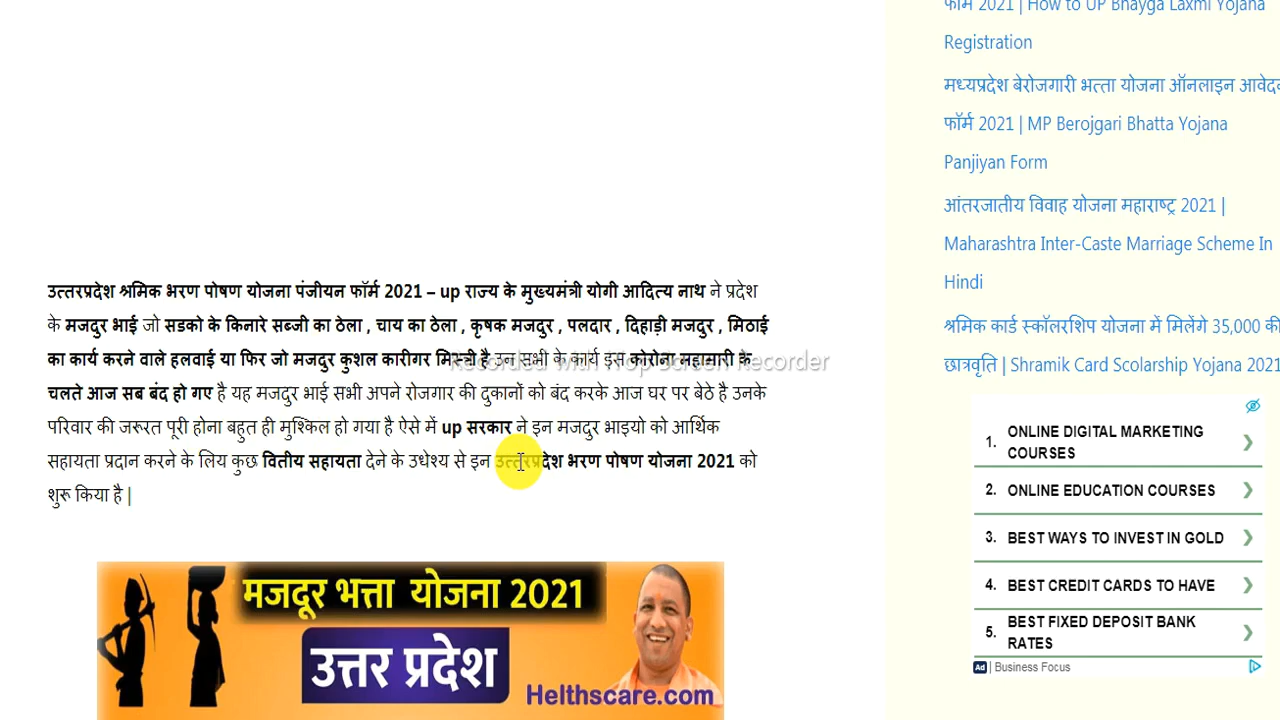 फॉर्म 2021 | How to UP Bhayga Laxmi Yojana
Registration
मध्यप्रदेश बेरोजगारी भत्ता योजना ऑनलाइन आवेदन
फॉर्म 2021 | MP Berojgari Bhatta Yojana
Panjiyan Form
आंतरजातीय विवाह योजना महाराष्ट्र 2021 |
Maharashtra Inter-Caste Marriage Scheme In
Hindi
श्रमिक कार्ड स्कॉलरशिप योजना में मिलेंगे 35,000 की
छात्रवृति | Shramik Card Scolarship Yojana 2021
उत्तरप्रदेश श्रमिक भरण पोषण योजना पंजीयन फॉर्म 2021 – up राज्य के मुख्यमंत्री योगी आदित्य नाथ ने प्रदेश
के मजदुर भाई जो सडको के किनारे सब्जी का ठेला , चाय का ठेला , कृषक मजदुर , पलदार , दिहाड़ी मजदुर , मिठाई
का कार्य करने वाले हलवाई या फिर जो मजदुर कुशल कारीगर मिस्त्री है उन सभी के कार्य इस कोरोना महामारी के
चलते आज सब बंद हो गए है यह मजदुर भाई सभी अपने रोजगार की दुकानों को बंद करके आज घर पर बेठे है उनके
परिवार की जरूरत पूरी होना बहुत ही मुश्किल हो गया है ऐसे में up सरकार ने इन मजदुर भाइयो को आर्थिक
सहायता प्रदान करने के लिय कुछ वितीय सहायता देने के उधेश्य से इन उत्तरप्रदेश भरण पोषण योजना 2021 को
शुरू किया है |
Recorded with iTop Screen Recorder
मजदूर भत्ता योजना 2021
उत्तर प्रदेश
Helthscare.com
1. ONLINE DIGITAL MARKETING
COURSES
2. ONLINE EDUCATION COURSES
3. BEST WAYS TO INVEST IN GOLD
4. BEST CREDIT CARDS TO HAVE
5. BEST FIXED DEPOSIT BANK
RATES
Ad | Business Focus